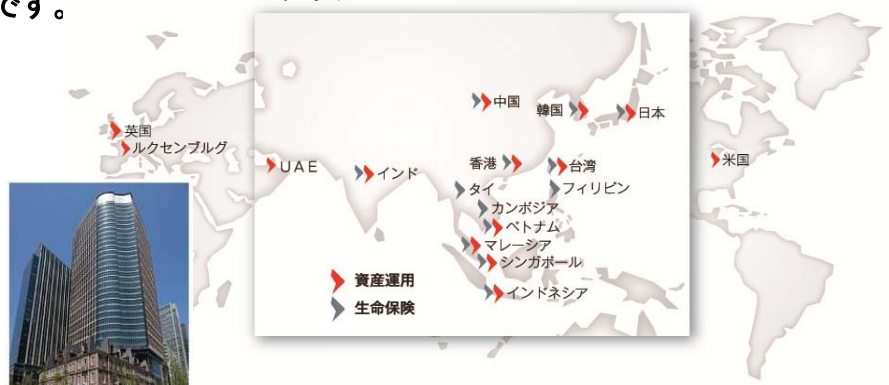 です。
中国
韓国
日本
英国
ルクセンブルグ
UAE
インド
香港
台湾
米国
タイ
フィリピン
カンボジア
ベトナム
マレーシア
シンガポール
インドネシア
資産運用
生命保険